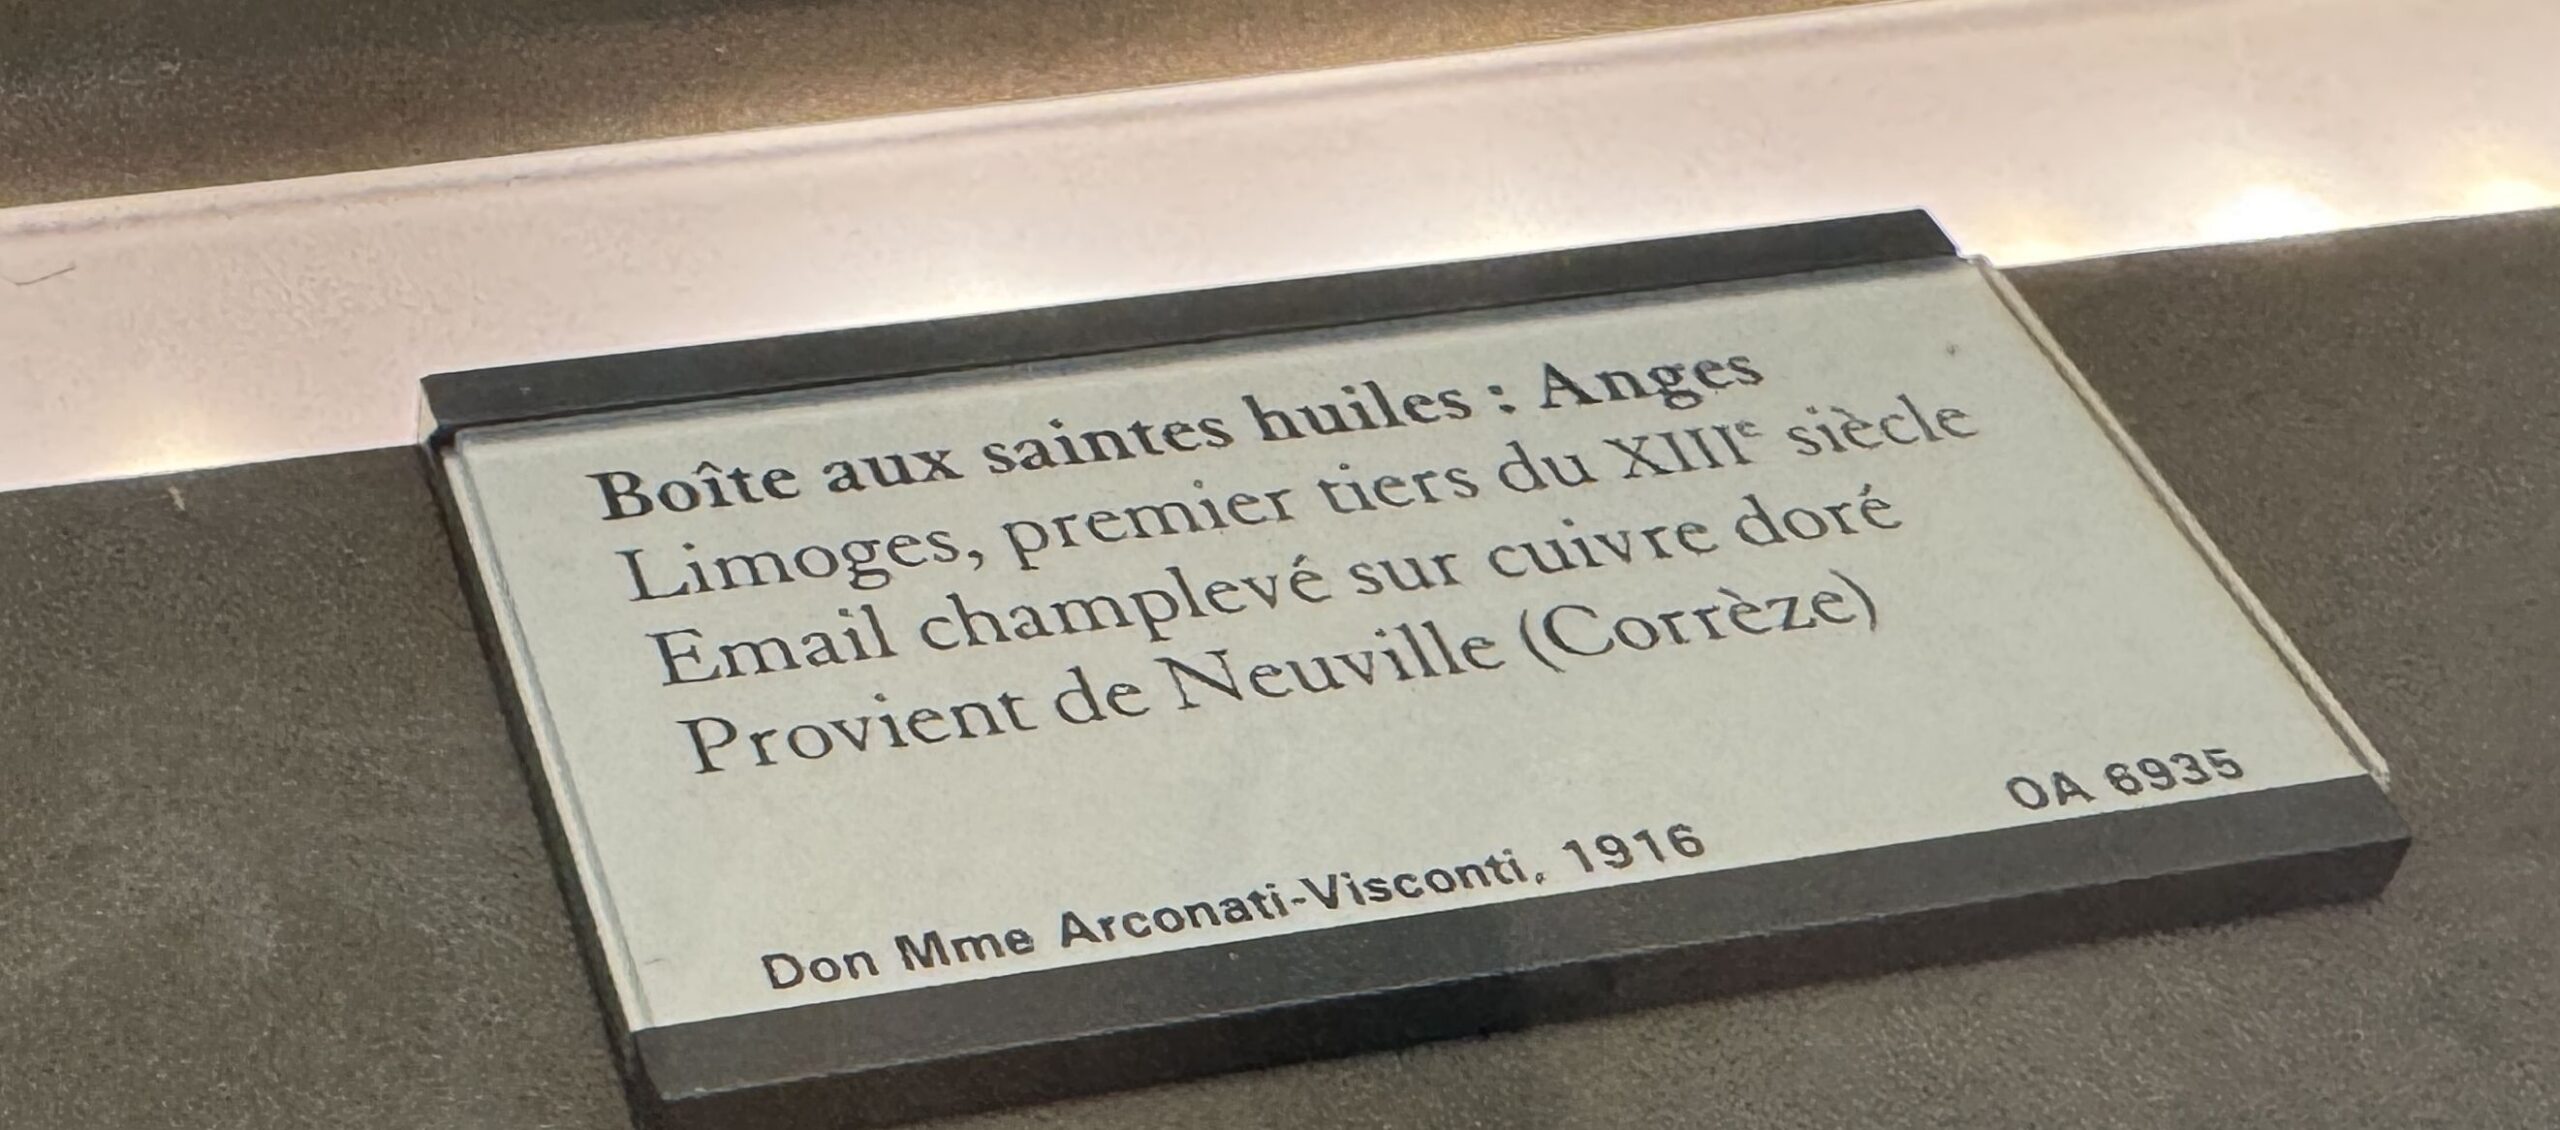 Boîte aux saintes huiles : Anges
Limoges, premier tiers du XIIIe siècle
Email champlevé sur cuivre doré
Provient de Neuville (Corrèze)
Don Mme Arconati-Visconti, 1916
OA 6935